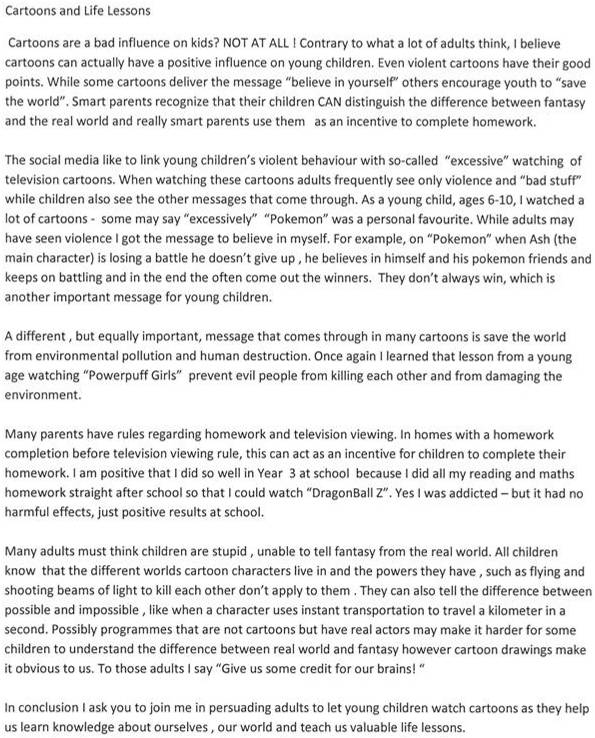 Cartoons and Life Lessons
Cartoons are a bad influence on kids? NOT AT ALL ! Contrary to what a lot of adults think, I believe
cartoons can actually have a positive influence on young children. Even violent cartoons have their good
points. While some cartoons deliver the message "believe in yourself" others encourage youth to "save
the world". Smart parents recognize that their children CAN distinguish the difference between fantasy
and the real world and really smart parents use them as an incentive to complete homework.
The social media like to link young children's violent behaviour with so-called "excessive" watching of
television cartoons. When watching these cartoons adults frequently see only violence and "bad stuff"
while children also see the other messages that come through. As a young child, ages 6-10, I watched a
lot of cartoons - some may say "excessively" "Pokemon" was a personal favourite. While adults may
have seen violence I got the message to believe in myself. For example, on "Pokemon" when Ash (the
main character) is losing a battle he doesn't give up , he believes in himself and his pokemon friends and
keeps on battling and in the end the often come out the winners. They don't always win, which is
another important message for young children.
A different , but equally important, message that comes through in many cartoons is save the world
from environmental pollution and human destruction. Once again I learned that lesson from a young
age watching "Powerpuff Girls" prevent evil people from killing each other and from damaging the
environment.
Many parents have rules regarding homework and television viewing. In homes with a homework
completion before television viewing rule, this can act as an incentive for children to complete their
homework. I am positive that I did so well in Year 3 at school because I did all my reading and maths
homework straight after school so that I could watch "DragonBall Z". Yes I was addicted – but it had no
harmful effects, just positive results at school.
Many adults must think children are stupid , unable to tell fantasy from the real world. All children
know that the different worlds cartoon characters live in and the powers they have , such as flying and
shooting beams of light to kill each other don't apply to them . They can also tell the difference between
possible and impossible , like when a character uses instant transportation to travel a kilometer in a
second. Possibly programmes that are not cartoons but have real actors may make it harder for some
children to understand the difference between real world and fantasy however cartoon drawings make
it obvious to us. To those adults I say "Give us some credit for our brains! "
In conclusion I ask you to join me in persuading adults to let young children watch cartoons as they help
us learn knowledge about ourselves , our world and teach us valuable life lessons.